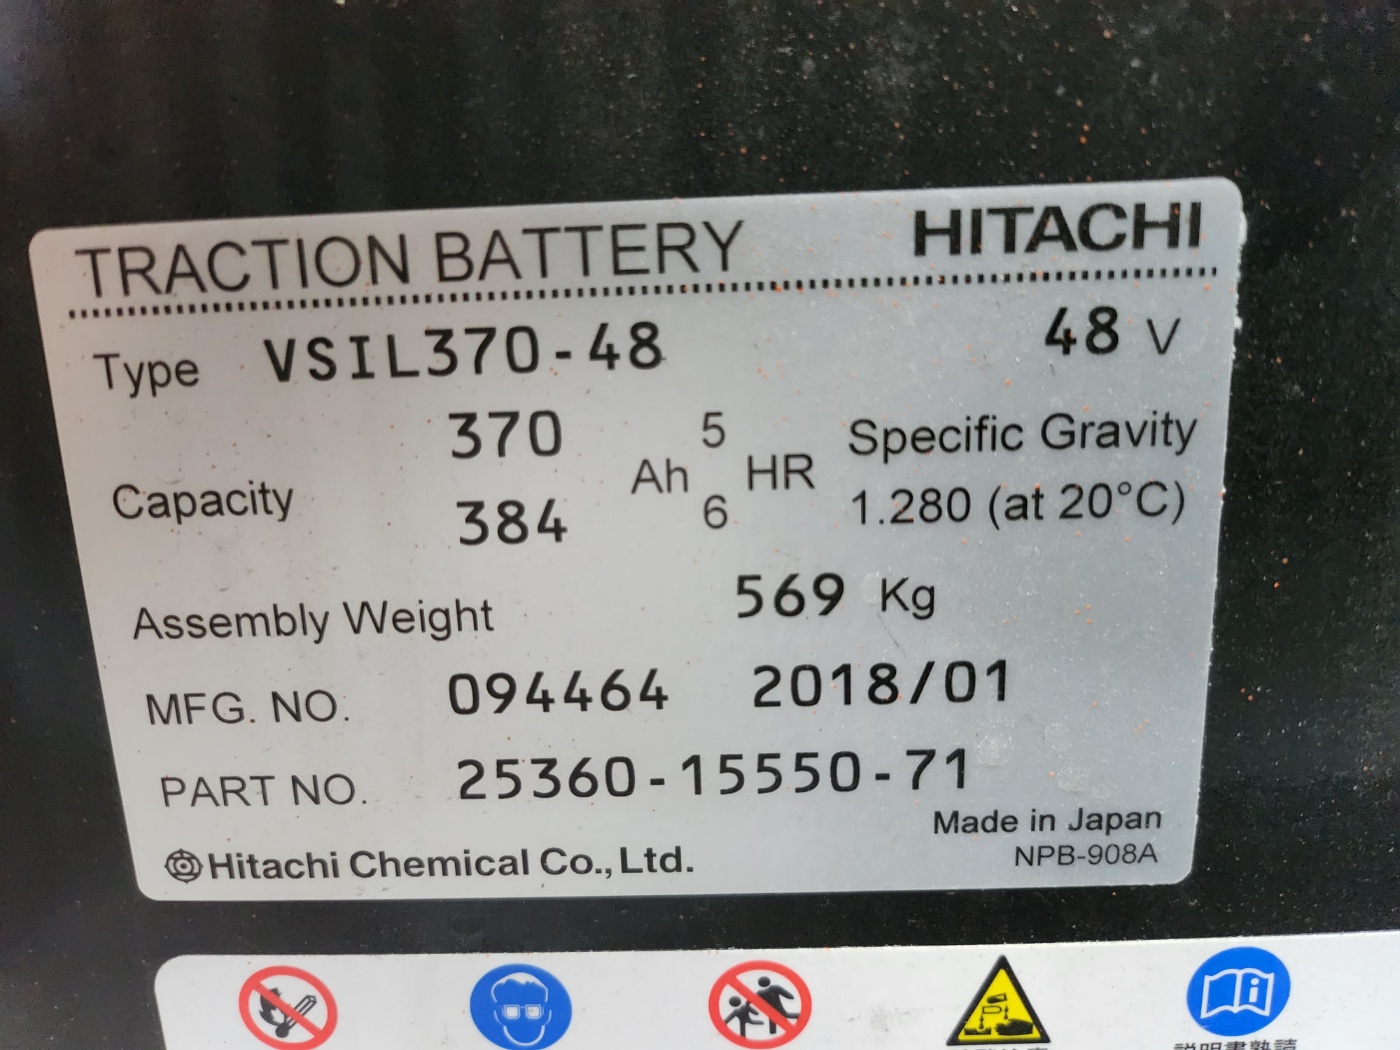 TRACTION BATTERY HITACHI
Type VSIL370-48 48 V
370 5
Capacity Ah HR Specific Gravity
384 6 1.280 (at 20°C)
Assembly Weight 569 Kg
MFG. NO. 094464 2018/01
PART NO. 25360-15550-71
Made in Japan
Hitachi Chemical Co., Ltd. NPB-908A